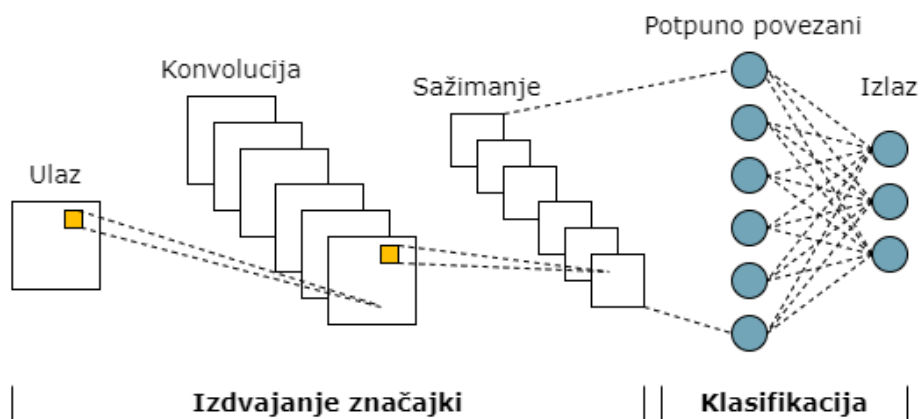 Potpuno povezani
Konvolucija
Sažimanje
Izlaz
Ulaz
Izdvajanje značajki
Klasifikacija